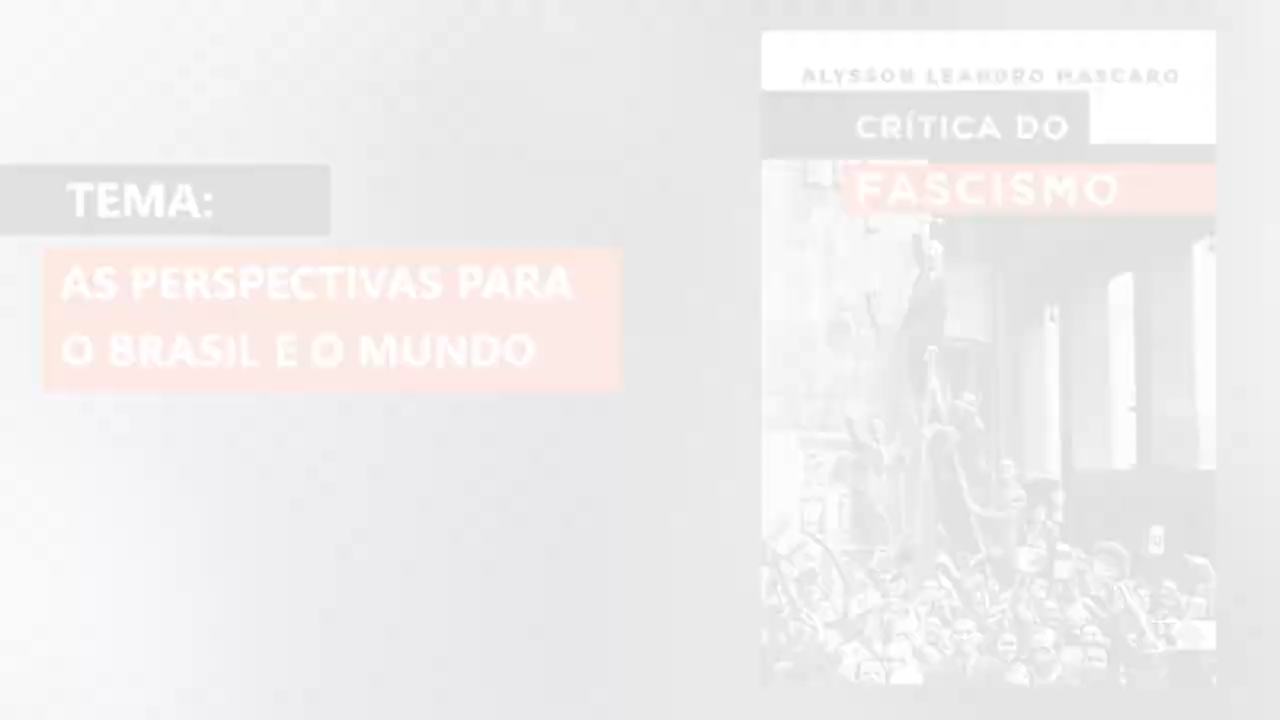 TEMA:
AS PERSPECTIVAS PARA
O BRASIL E O MUNDO
ALYSSON LEANDRO MASCARO
CRÍTICA DO
FASCISMO